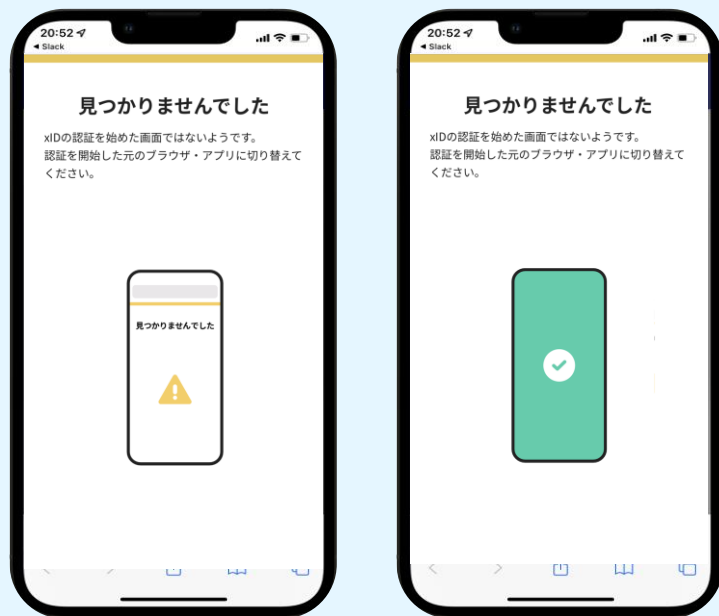 20:52
◀ Slack
見つかりませんでした
xIDの認証を始めた画面ではないようです。
認証を開始した元のブラウザ・アプリに切り替えて
ください。
見つかりませんでした
20:52
◀ Slack
見つかりませんでした
xIDの認証を始めた画面ではないようです。
認証を開始した元のブラウザ・アプリに切り替えて
ください。